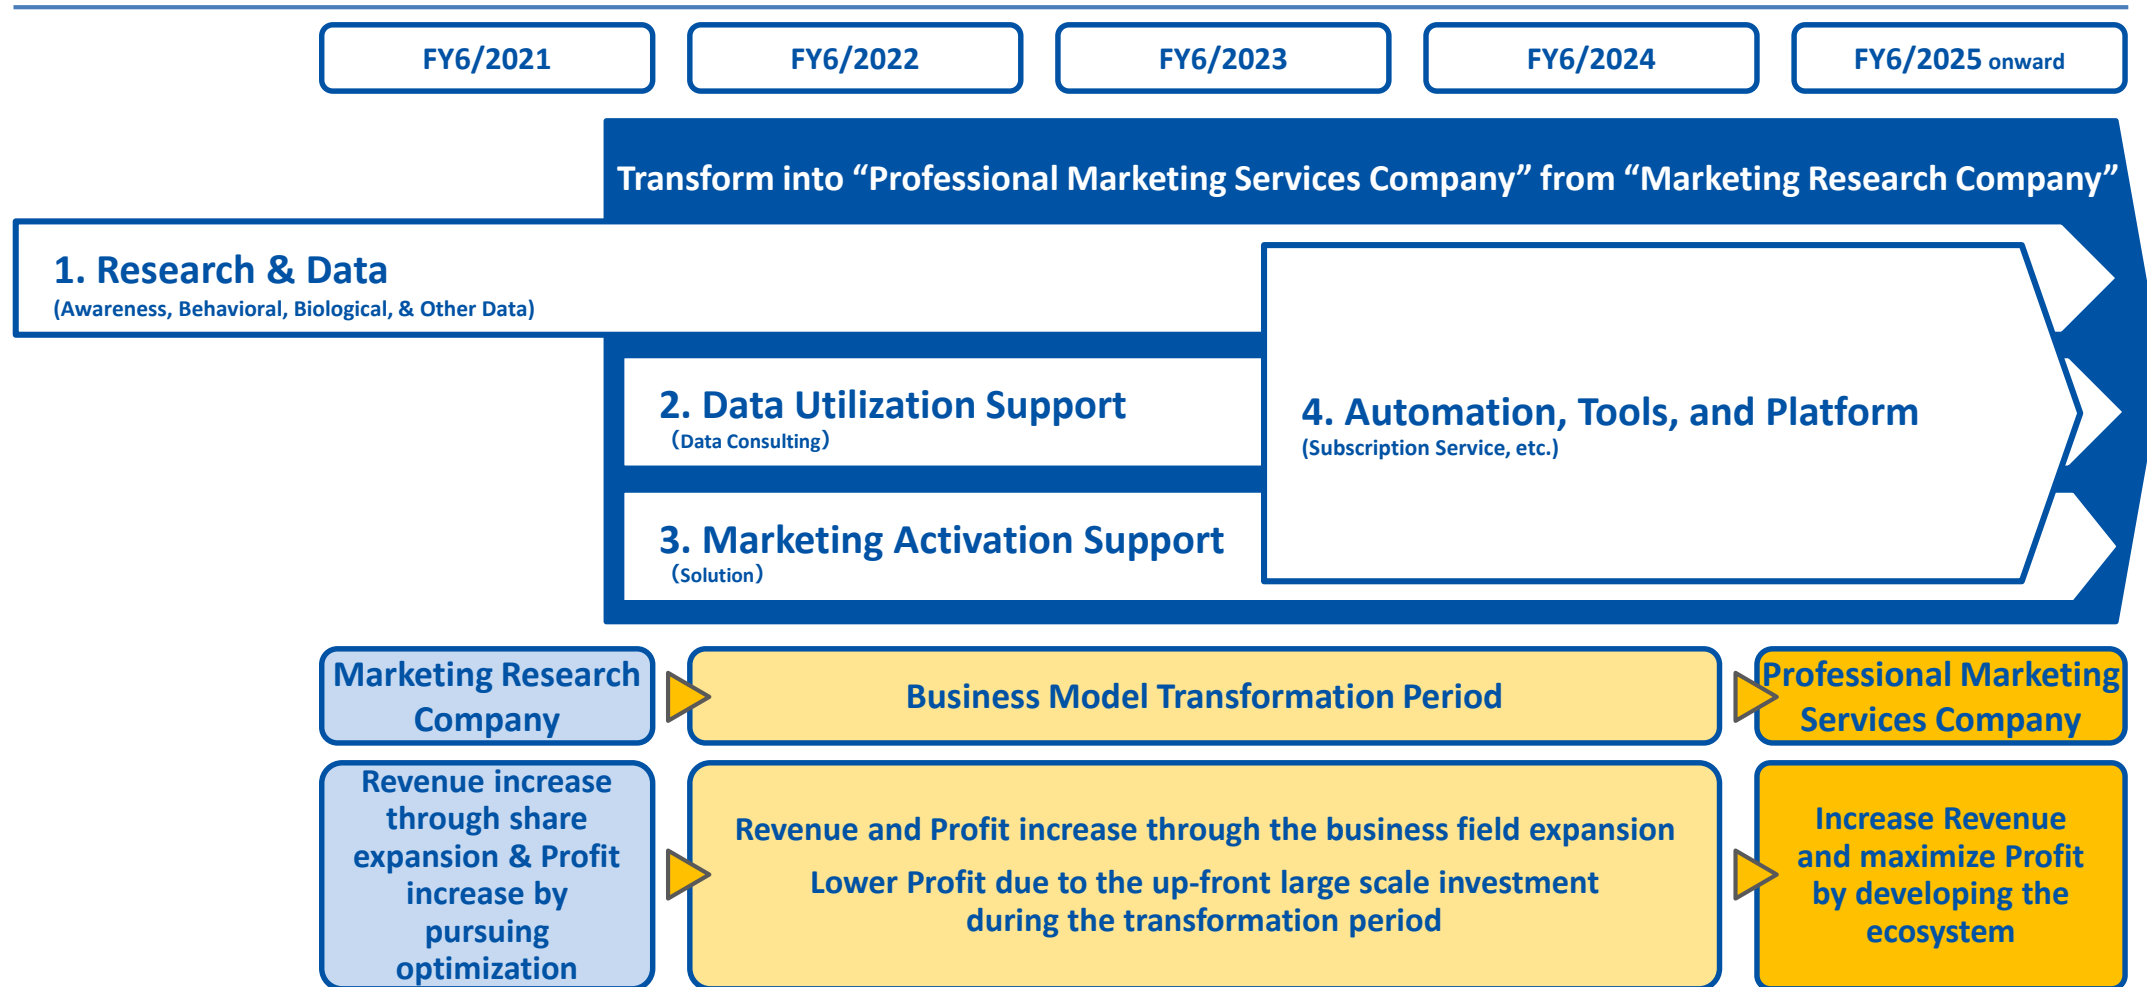 FY6/2021
FY6/2022
FY6/2023
FY6/2024
FY6/2025 onward
Transform into “Professional Marketing Services Company” from “Marketing Research Company”
1. Research & Data
(Awareness, Behavioral, Biological, & Other Data)
2. Data Utilization Support
（Data Consulting）
3. Marketing Activation Support
（Solution）
4. Automation, Tools, and Platform
(Subscription Service, etc.)
Marketing Research
Company
Business Model Transformation Period
Professional Marketing
Services Company
Revenue increase
through share
expansion & Profit
increase by
pursuing
optimization
Revenue and Profit increase through the business field expansion
Lower Profit due to the up-front large scale investment
during the transformation period
Increase Revenue
and maximize Profit
by developing the
ecosystem